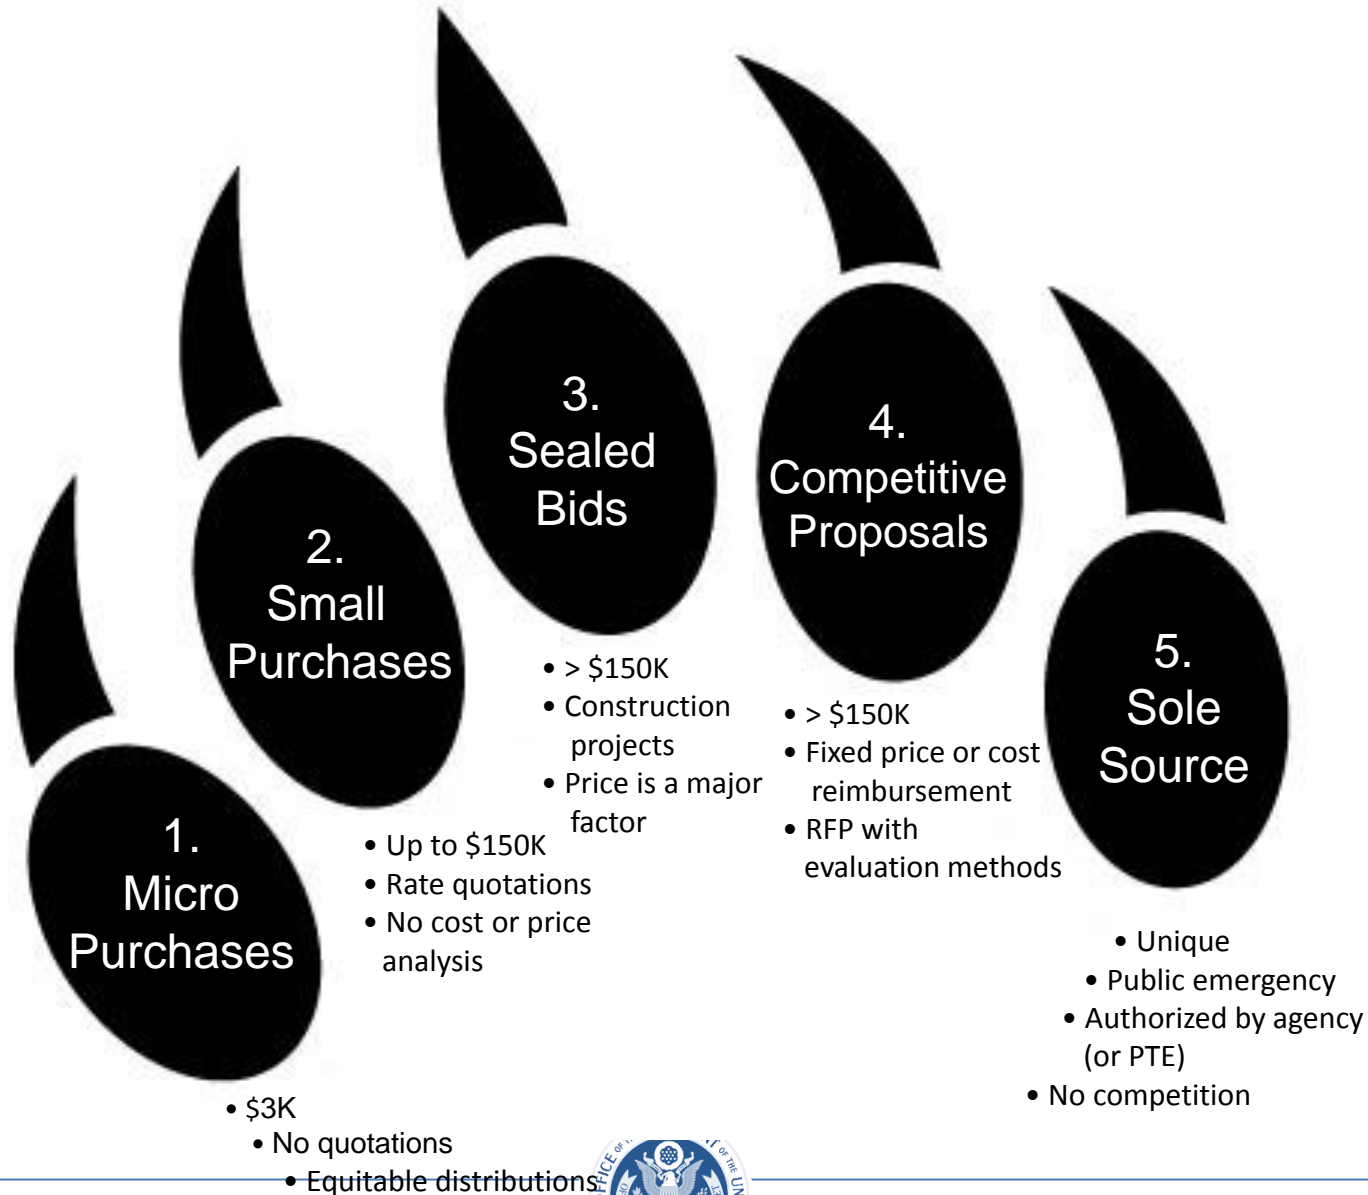 1.
Micro
Purchases
• $3K
• No quotations
• Equitable distributions
2.
Small
Purchases
• Up to $150K
• Rate quotations
• No cost or price
analysis
3.
Sealed
Bids
• > $150K
• Construction
projects
• Price is a major
factor
4.
Competitive
Proposals
• > $150K
• Fixed price or cost
reimbursement
• RFP with
evaluation methods
5.
Sole
Source
• Unique
• Public emergency
• Authorized by agency
(or PTE)
• No competition
OF THE